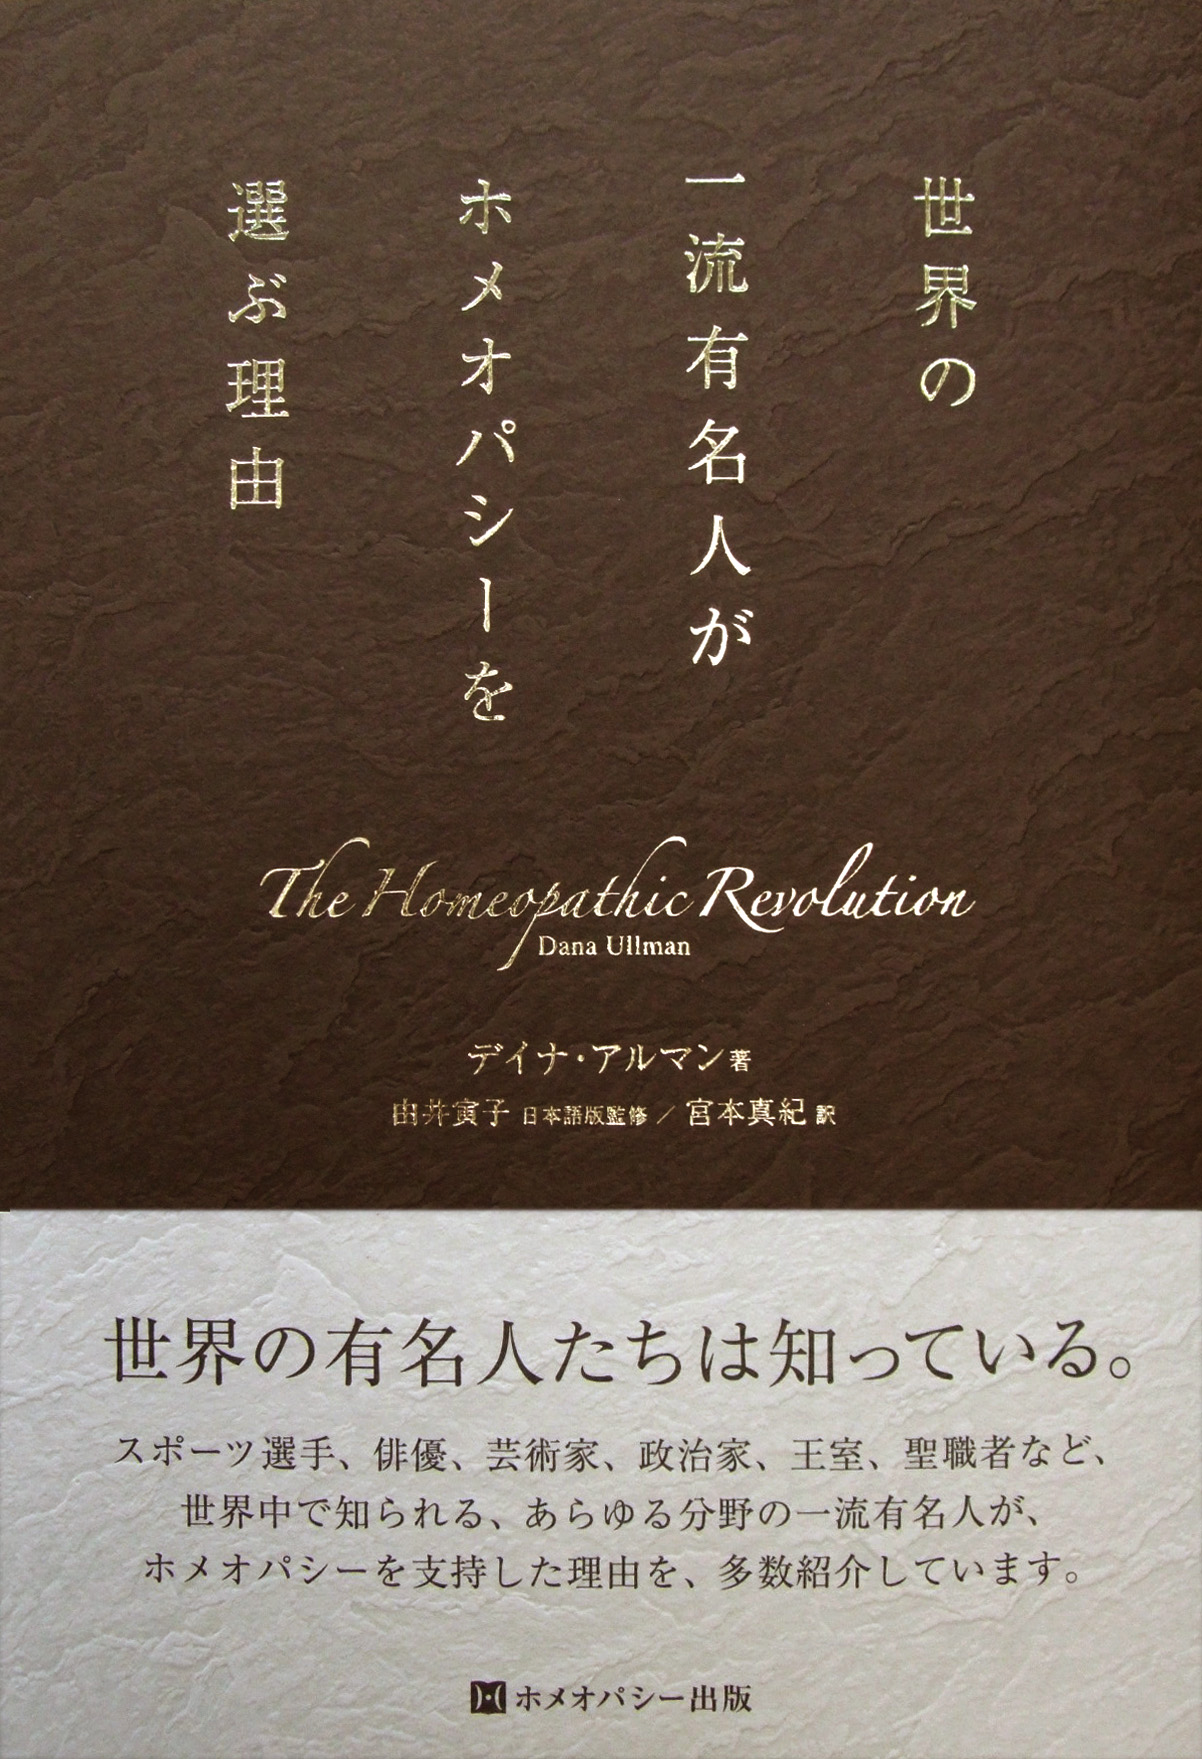 世界の
一流有名人が
ホメオパシーを
選ぶ理由
The Homeopathic Revolution
Dana Ullman
デイナ・アルマン 著
由井寅子 日本語版監修 / 宮本真紀 訳
世界の有名人たちは知っている。
スポーツ選手、俳優、芸術家、政治家、王室、聖職者など、
世界中で知られる、あらゆる分野の一流有名人が、
ホメオパシーを支持した理由を、多数紹介しています。
ホメオパシー出版